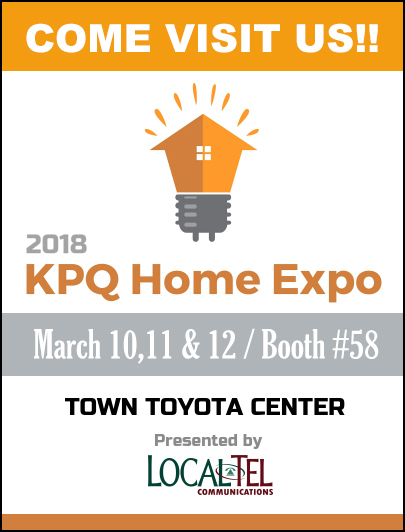 COME VISIT US!!
2018
KPQ Home Expo
March 10,11 & 12 / Booth #58
TOWN TOYOTA CENTER
Presented by
LOCALTEL
COMMUNICATIONS